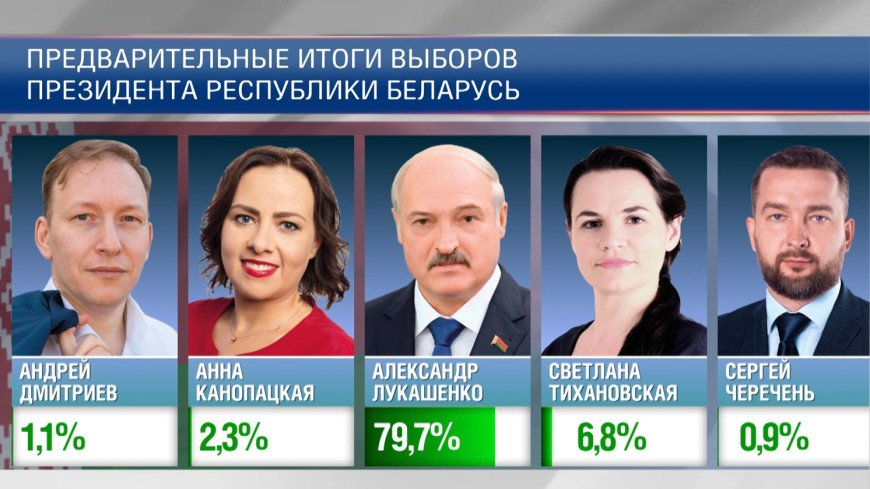 ПРЕДВАРИТЕЛЬНЫЕ ИТОГИ ВЫБОРОВ
ПРЕЗИДЕНТА РЕСПУБЛИКИ БЕЛАРУСЬ
АНДРЕЙ
ДМИТРИЕВ
1,1%
АННА
КАНОПАЦКАЯ
2,3%
АЛЕКСАНДР
ЛУКАШЕНКО
79,7%
СВЕТЛАНА
ТИХАНОВСКАЯ
6,8%
СЕРГЕЙ
ЧЕРЕЧЕНЬ
0,9%